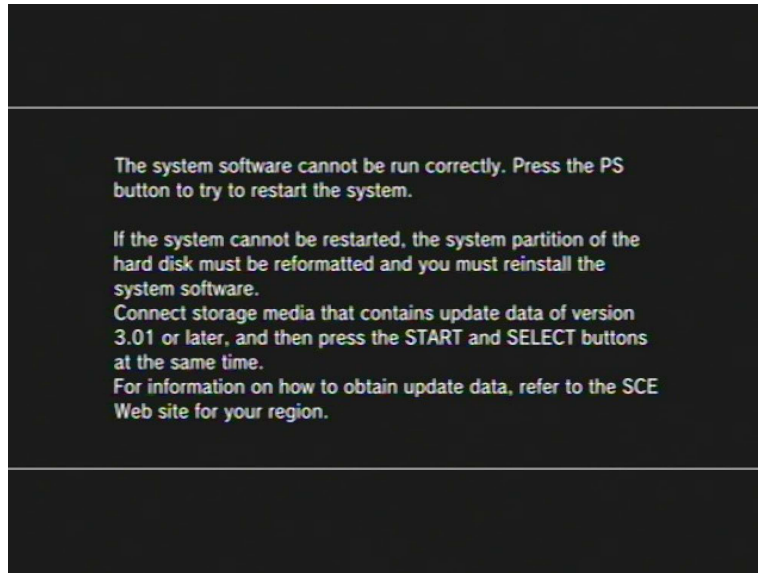 The system software cannot be run correctly. Press the PS
button to try to restart the system.
If the system cannot be restarted, the system partition of the
hard disk must be reformatted and you must reinstall the
system software.
Connect storage media that contains update data of version
3.01 or later, and then press the START and SELECT buttons
at the same time.
For information on how to obtain update data, refer to the SCE
Web site for your region.